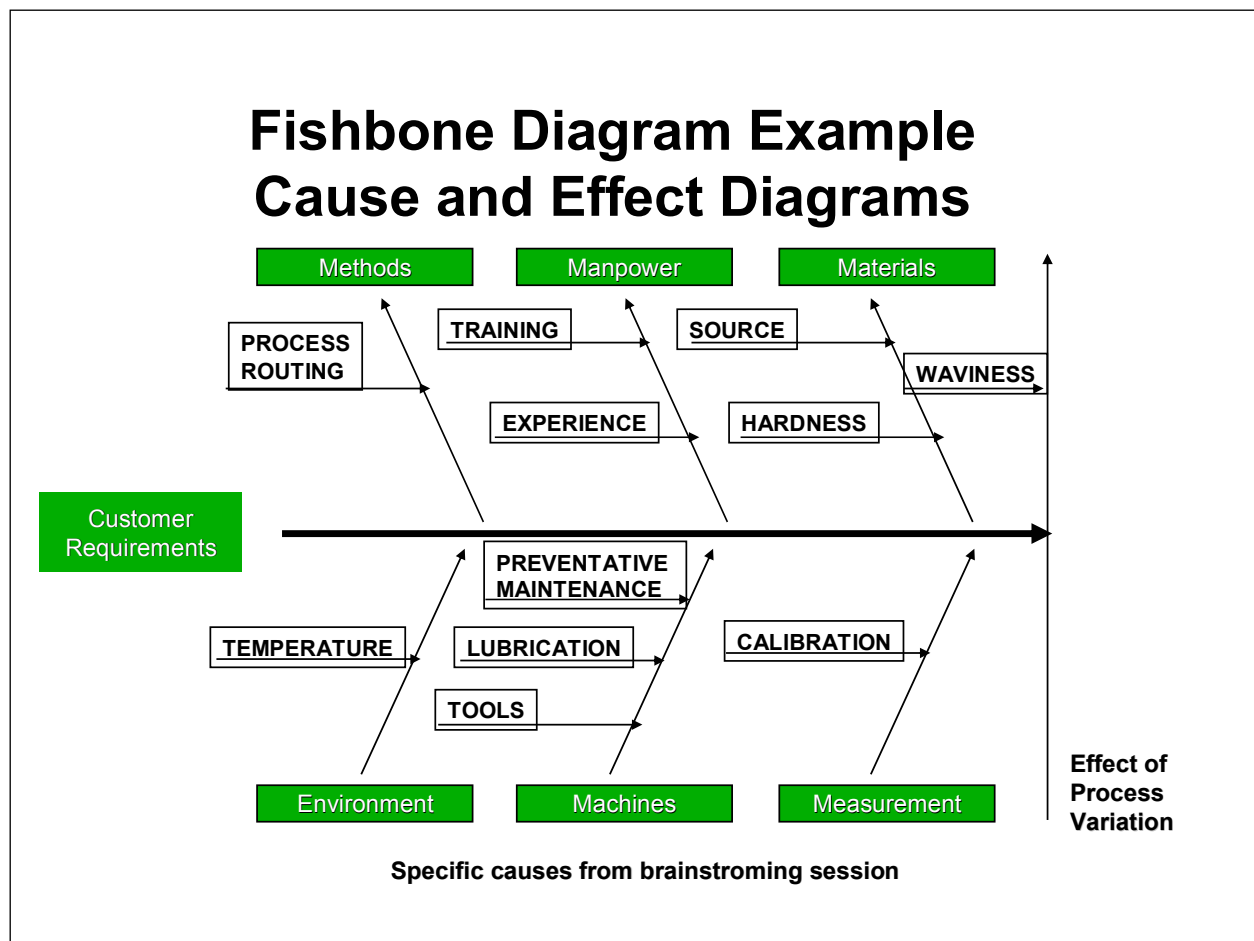 Fishbone Diagram Example
Cause and Effect Diagrams
Methods
Manpower
Materials
PROCESS
ROUTING
TRAINING
SOURCE
WAVINESS
EXPERIENCE
HARDNESS
Customer
Requirements
PREVENTATIVE
MAINTENANCE
TEMPERATURE
LUBRICATION
CALIBRATION
TOOLS
Environment
Machines
Measurement
Effect of
Process
Variation
Specific causes from brainstroming session